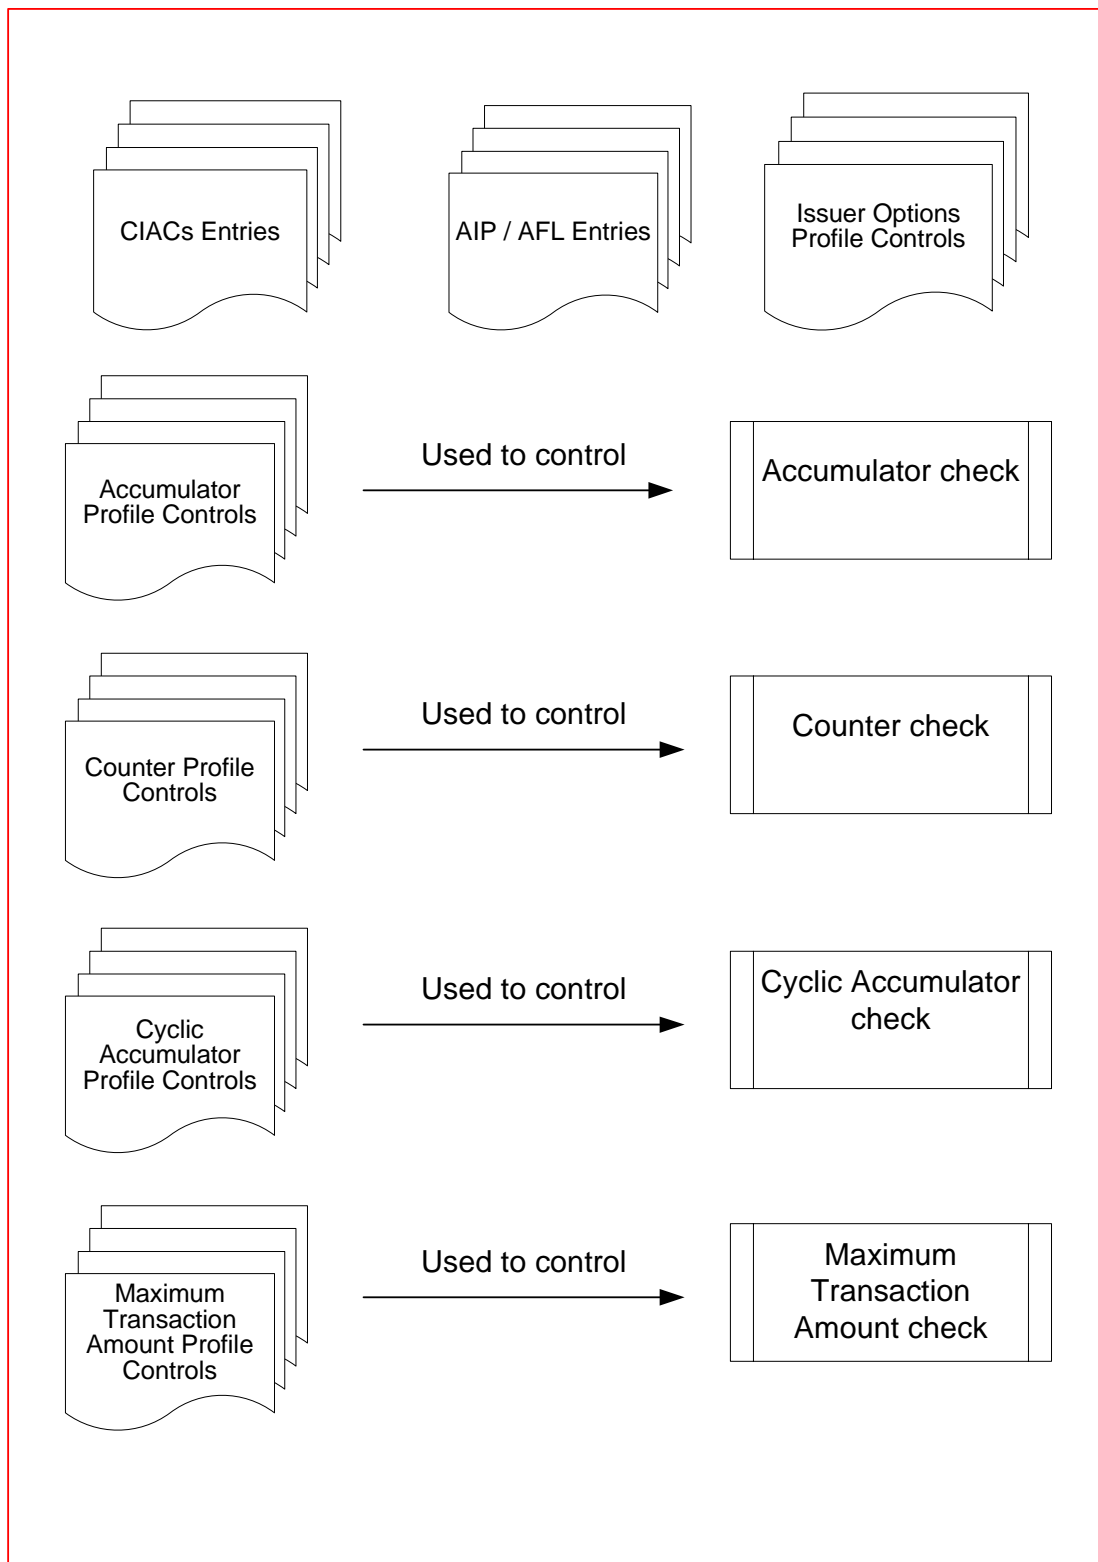 CIACs Entries
AIP / AFL Entries
Issuer Options
Profile Controls
Accumulator
Profile Controls
Used to control
Accumulator check
Counter Profile
Controls
Used to control
Counter check
Cyclic
Accumulator
Profile Controls
Used to control
Cyclic Accumulator
check
Maximum
Transaction
Amount Profile
Controls
Used to control
Maximum
Transaction
Amount check